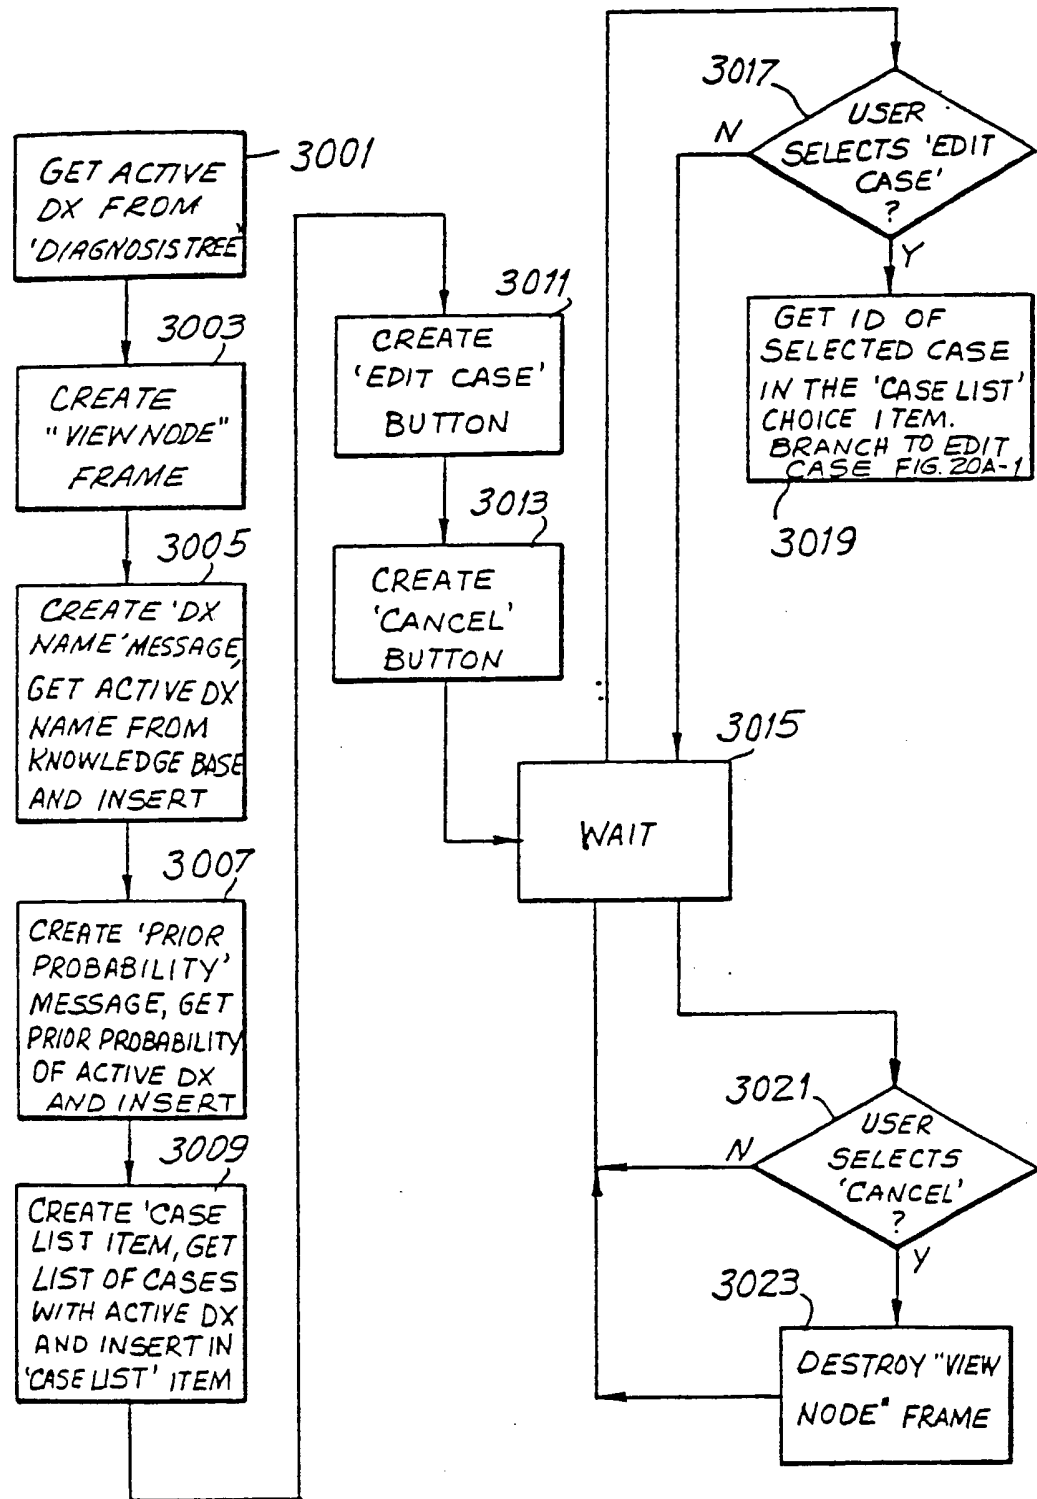 3001
GET ACTIVE
DX FROM
'DIAGNOSIS TREE'
3003
CREATE
"VIEW NODE"
FRAME
3005
CREATE 'DX
NAME' MESSAGE,
GET ACTIVE DX
NAME FROM
KNOWLEDGE BASE
AND INSERT
3007
CREATE 'PRIOR
PROBABILITY'
MESSAGE, GET
PRIOR PROBABILITY
OF ACTIVE DX
AND INSERT
3009
CREATE 'CASE
LIST ITEM, GET
LIST OF CASES
WITH ACTIVE DX
AND INSERT IN
'CASE LIST' ITEM
3011
CREATE
'EDIT CASE'
BUTTON
3013
CREATE
'CANCEL'
BUTTON
3015
WAIT
3017
USER
SELECTS 'EDIT
CASE'
?
N
Y
GET ID OF
SELECTED CASE
IN THE 'CASE LIST'
CHOICE ITEM.
BRANCH TO EDIT
CASE FIG. 20A-1
3019
3021
USER
SELECTS
'CANCEL'
?
N
Y
3023
DESTROY "VIEW
NODE" FRAME